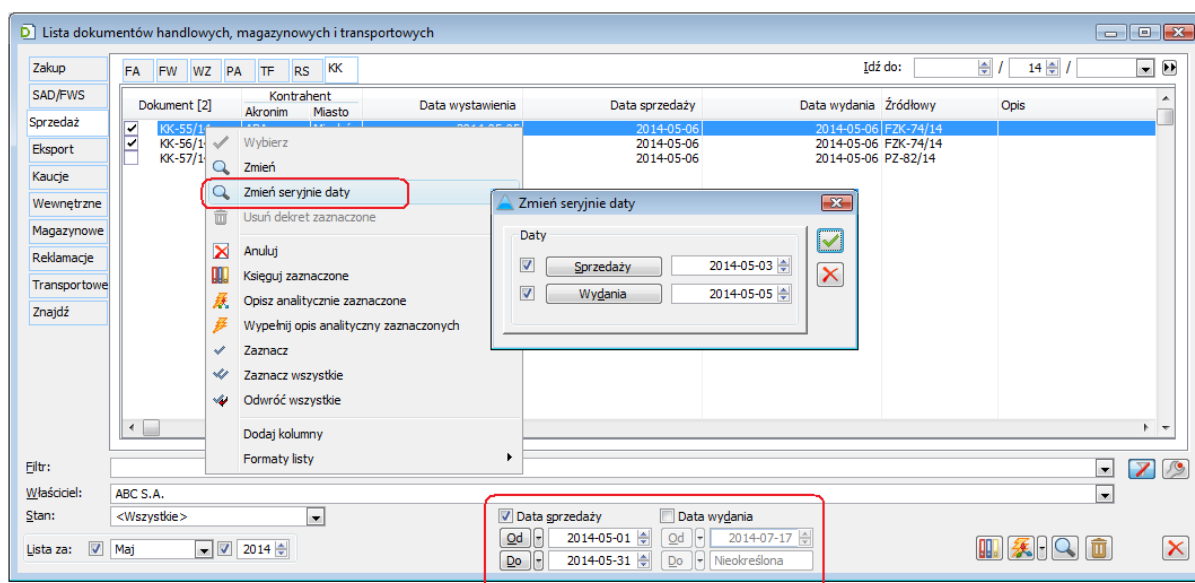 Lista dokumentów handlowych, magazynowych i transportowych
Zakup
SAD/FWS
Sprzedaż
Eksport
Kaucje
Wewnętrzne
Magazynowe
Reklamacje
Transportowe
Znajdź
FA FW WZ PA TF RS KK
Idź do: / 14 /
Dokument [2] Kontrahent Data wystawienia Data sprzedaży Data wydania Źródłowy Opis
Akronim Miasto
KK-55/1 2014-05-06 2014-05-06 FZK-74/14
KK-56/1 2014-05-06 2014-05-06 FZK-74/14
KK-57/1 2014-05-06 2014-05-06 PZ-82/14
Wybierz
Zmień
Zmień seryjnie daty
Usuń dekret zaznaczone
Anuluj
Księguj zaznaczone
Opisz analitycznie zaznaczone
Wypełnij opis analityczny zaznaczonych
Zaznacz
Zaznacz wszystkie
Odwróć wszystkie
Dodaj kolumny
Formaty listy
Zmień seryjnie daty
Daty
Sprzedaży 2014-05-03
Wydania 2014-05-05
Filtr:
Właściciel: ABC S.A.
Stan: <Wszystkie>
Lista za: Maj 2014
Data sprzedaży Data wydania
Od 2014-05-01 Od 2014-07-17
Do 2014-05-31 Do Nieokreślona